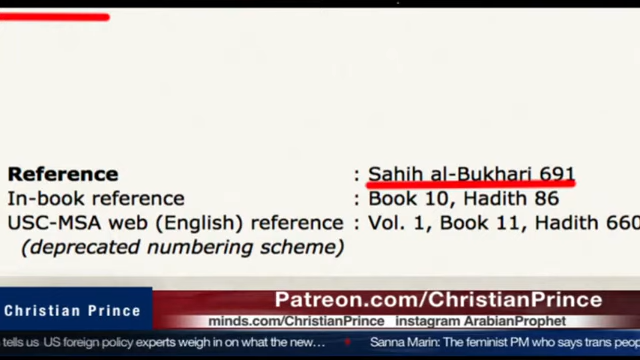 Reference : Sahih al-Bukhari 691
In-book reference : Book 10, Hadith 86
USC-MSA web (English) reference : Vol. 1, Book 11, Hadith 660
(deprecated numbering scheme)
Christian Prince
Patreon.com/ChristianPrince
minds.com/ChristianPrince instagram ArabianProphet
tells us US foreign policy experts weigh in on what the new… Sanna Marin: The feminist PM who says trans peop